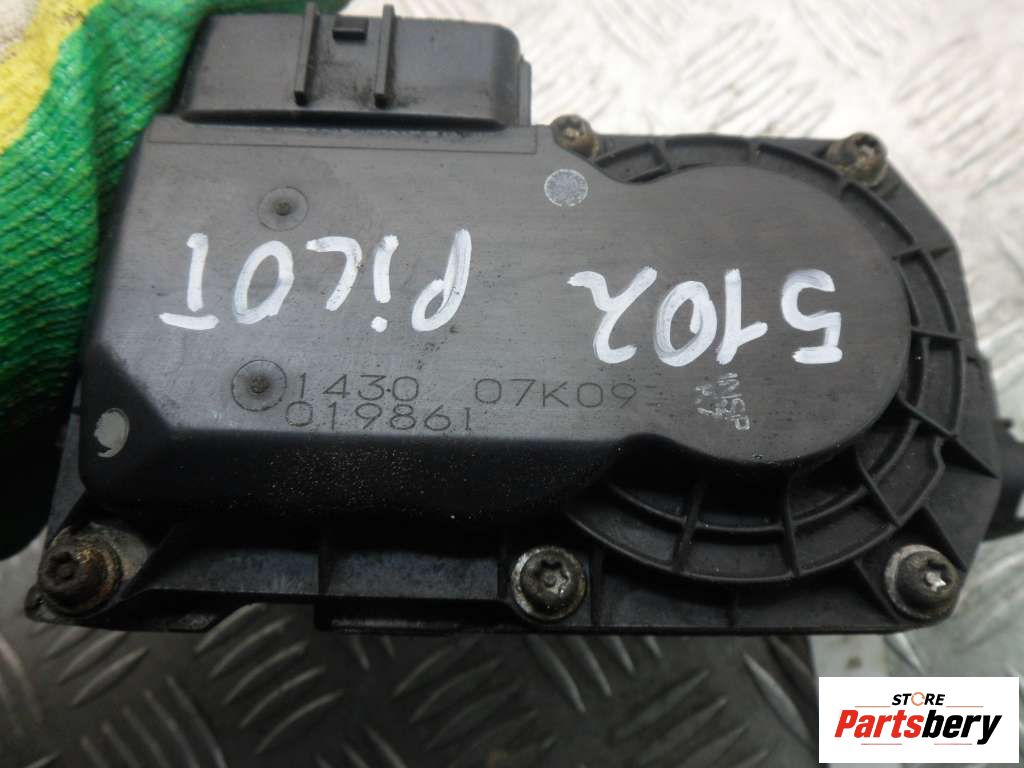 5102 PiLOT
1430 07K09
019861
STORE
Partsbery